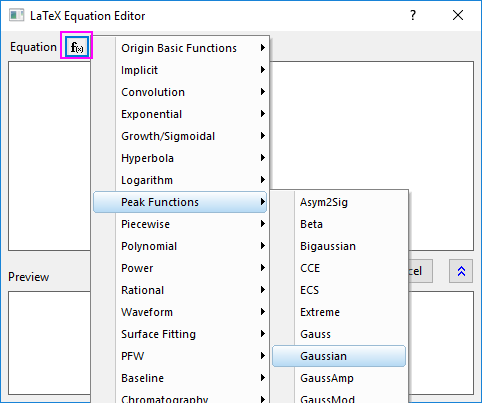 LaTeX Equation Editor
?
Equation
f(x)
Origin Basic Functions
Implicit
Convolution
Exponential
Growth/Sigmoidal
Hyperbola
Logarithm
Peak Functions
Piecewise
Polynomial
Power
Rational
Waveform
Surface Fitting
PFW
Baseline
Chromatography
Asym2Sig
Beta
Bigaussian
CCE
ECS
Extreme
Gauss
Gaussian
GaussAmp
GaussMod
cel
Preview